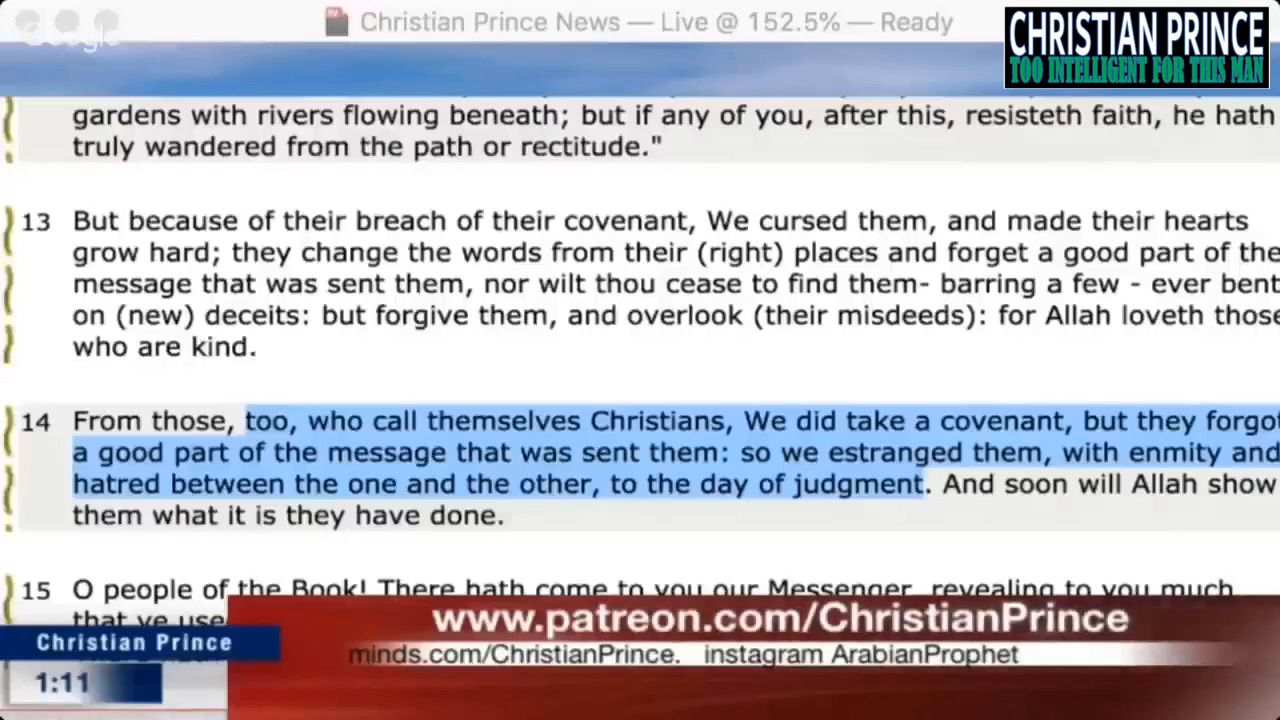 Christian Prince News — Live @ 152.5% — Ready
Google
CHRISTIAN PRINCE
TOO INTELLIGENT FOR THIS MAN
gardens with rivers flowing beneath; but if any of you, after this, resisteth faith, he hath
truly wandered from the path or rectitude."
13 But because of their breach of their covenant, We cursed them, and made their hearts
grow hard; they change the words from their (right) places and forget a good part of the
message that was sent them, nor wilt thou cease to find them- barring a few - ever bent
on (new) deceits: but forgive them, and overlook (their misdeeds): for Allah loveth those
who are kind.
14 From those, too, who call themselves Christians, We did take a covenant, but they forgot
a good part of the message that was sent them: so we estranged them, with enmity and
hatred between the one and the other, to the day of judgment. And soon will Allah show
them what it is they have done.
15 O people of the Book! There hath come to you our Messenger, revealing to you much
that ye use
www.patreon.com/ChristianPrince
Christian Prince
minds.com/ChristianPrince. instagram ArabianProphet
1:11